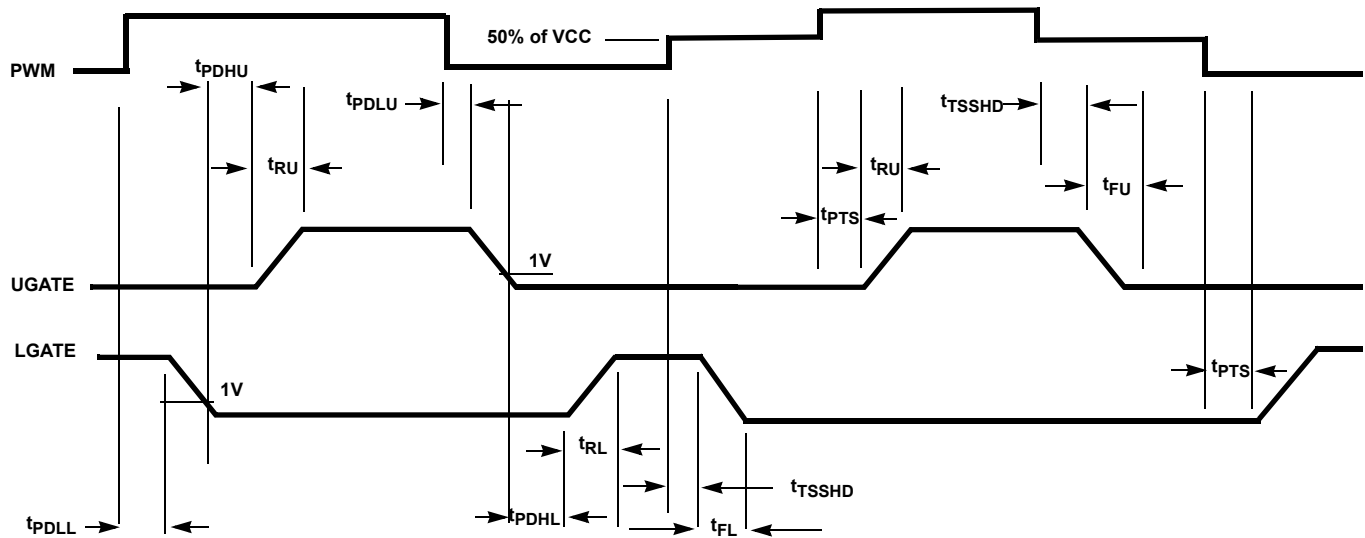 50% of VCC
PWM
tPDHU
tPDLU
tTSSHD
tRU
tRU
tFU
tPTS
1V
UGATE
LGATE
1V
tPTS
tRL
tTSSHD
tPDLL
tPDHL
tFL